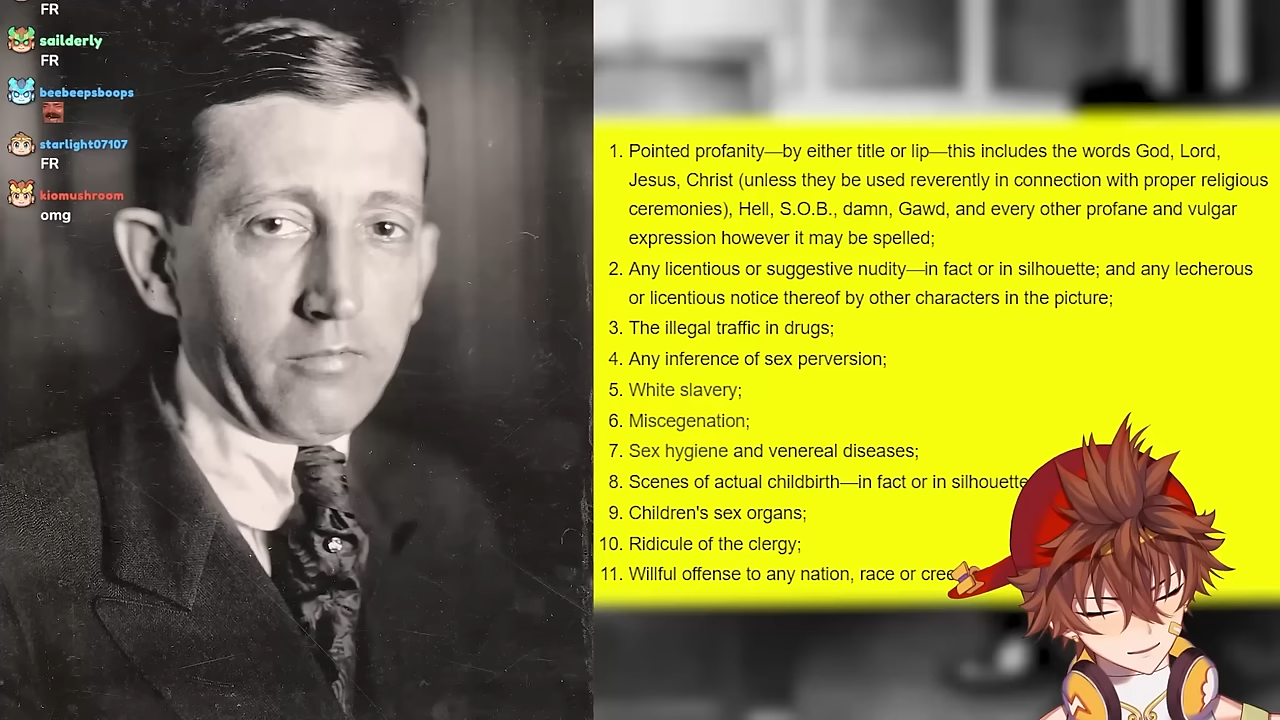 FR
sailderly
FR
beebeepsboops
starlight07107
FR
kiomushroom
omg
1. Pointed profanity—by either title or lip—this includes the words God, Lord,
Jesus, Christ (unless they be used reverently in connection with proper religious
ceremonies), Hell, S.O.B., damn, Gawd, and every other profane and vulgar
expression however it may be spelled;
2. Any licentious or suggestive nudity—in fact or in silhouette; and any lecherous
or licentious notice thereof by other characters in the picture;
3. The illegal traffic in drugs;
4. Any inference of sex perversion;
5. White slavery;
6. Miscegenation;
7. Sex hygiene and venereal diseases;
8. Scenes of actual childbirth—in fact or in silhouette
9. Children's sex organs;
10. Ridicule of the clergy;
11. Willful offense to any nation, race or cree